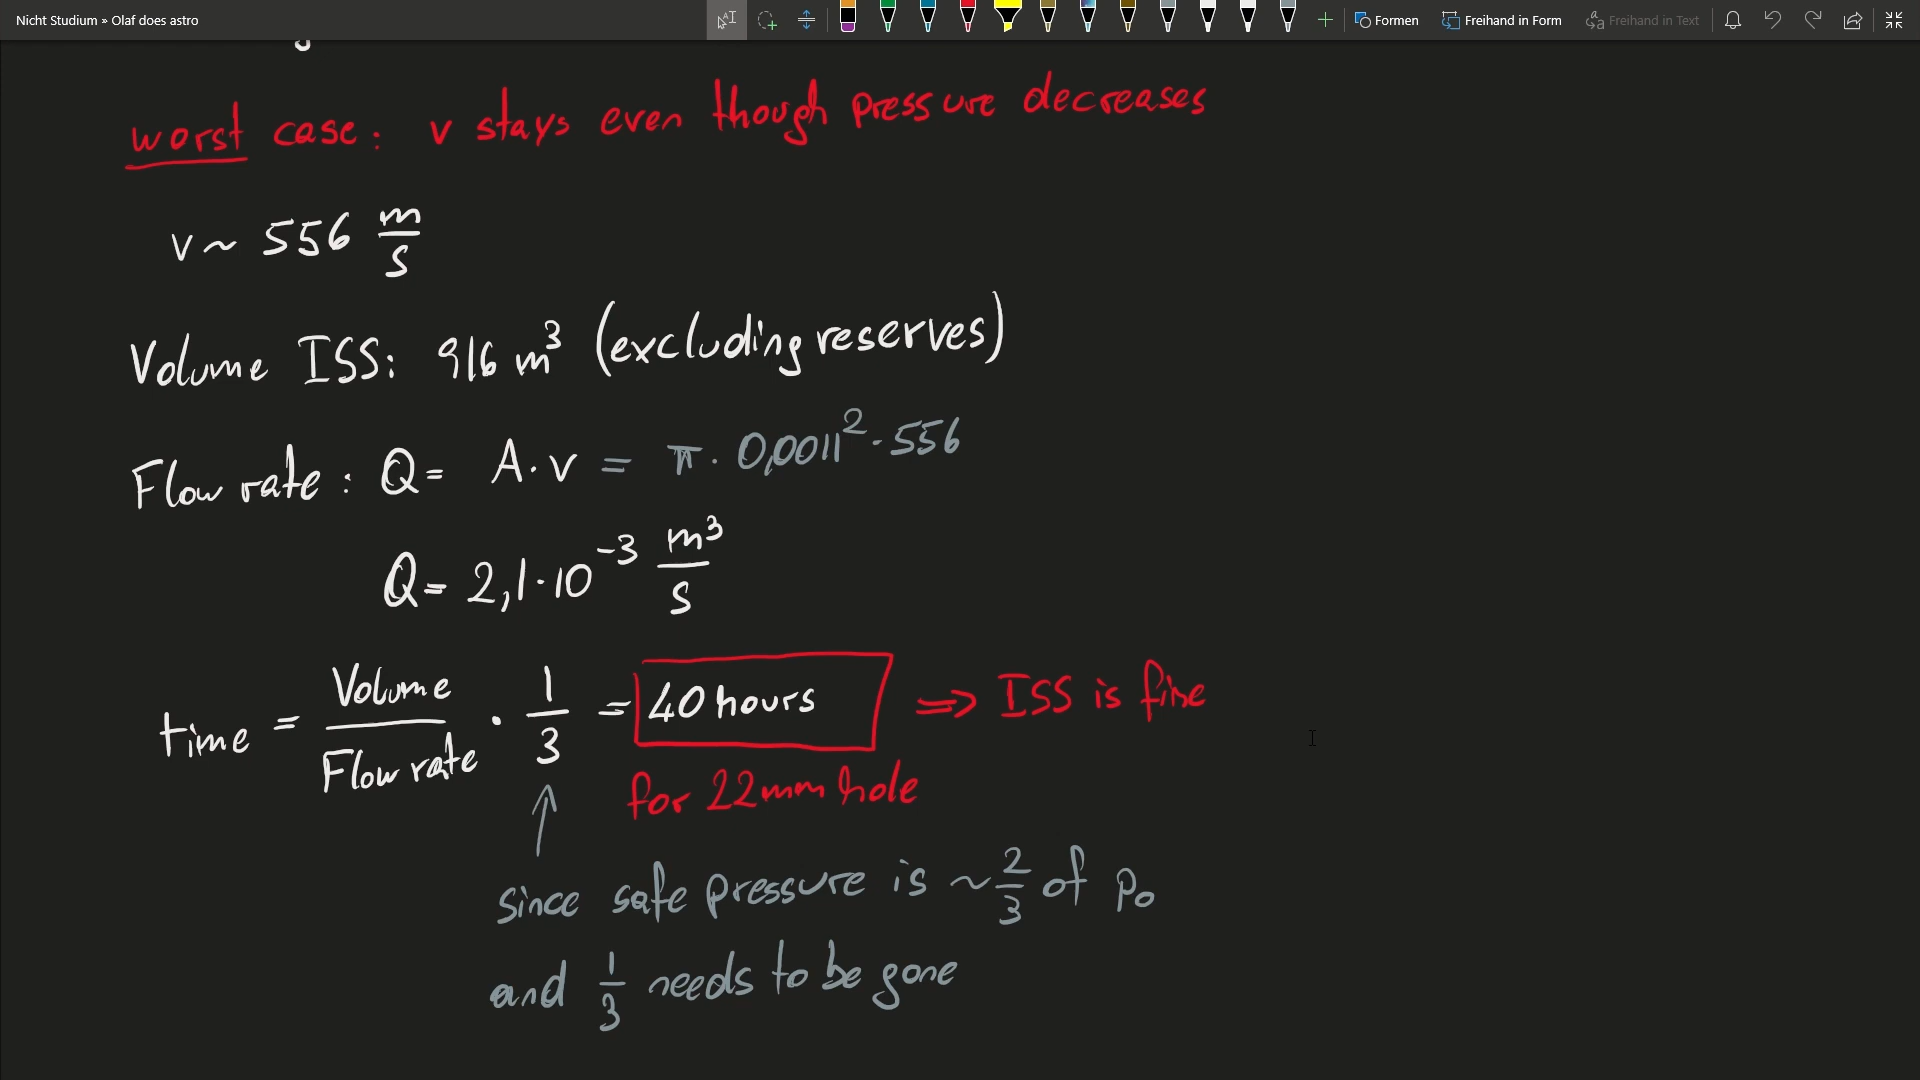 Nicht Studium » Olaf does astro
Formen Freihand in Form Freihand in Text
worst case: v stays even though pressure decreases
v ~ 556 m/s
Volume ISS: 916 m³ (excluding reserves)
Flow rate: Q = A · v = π · 0,0011² · 556
Q = 2,1 · 10⁻³ m³/s
time = Volume/Flow rate · 1/3 = 40 hours ⇒ ISS is fine
for 22mm hole
↑
since safe pressure is ~ 2/3 of p₀
and 1/3 needs to be gone